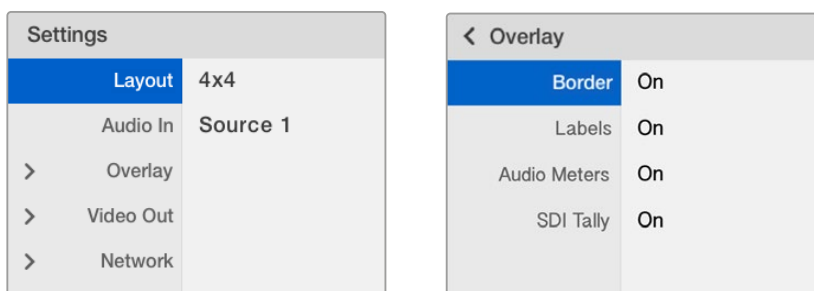 Settings
Layout 4x4
Audio In Source 1
Overlay
Video Out
Network
Overlay
Border On
Labels On
Audio Meters On
SDI Tally On